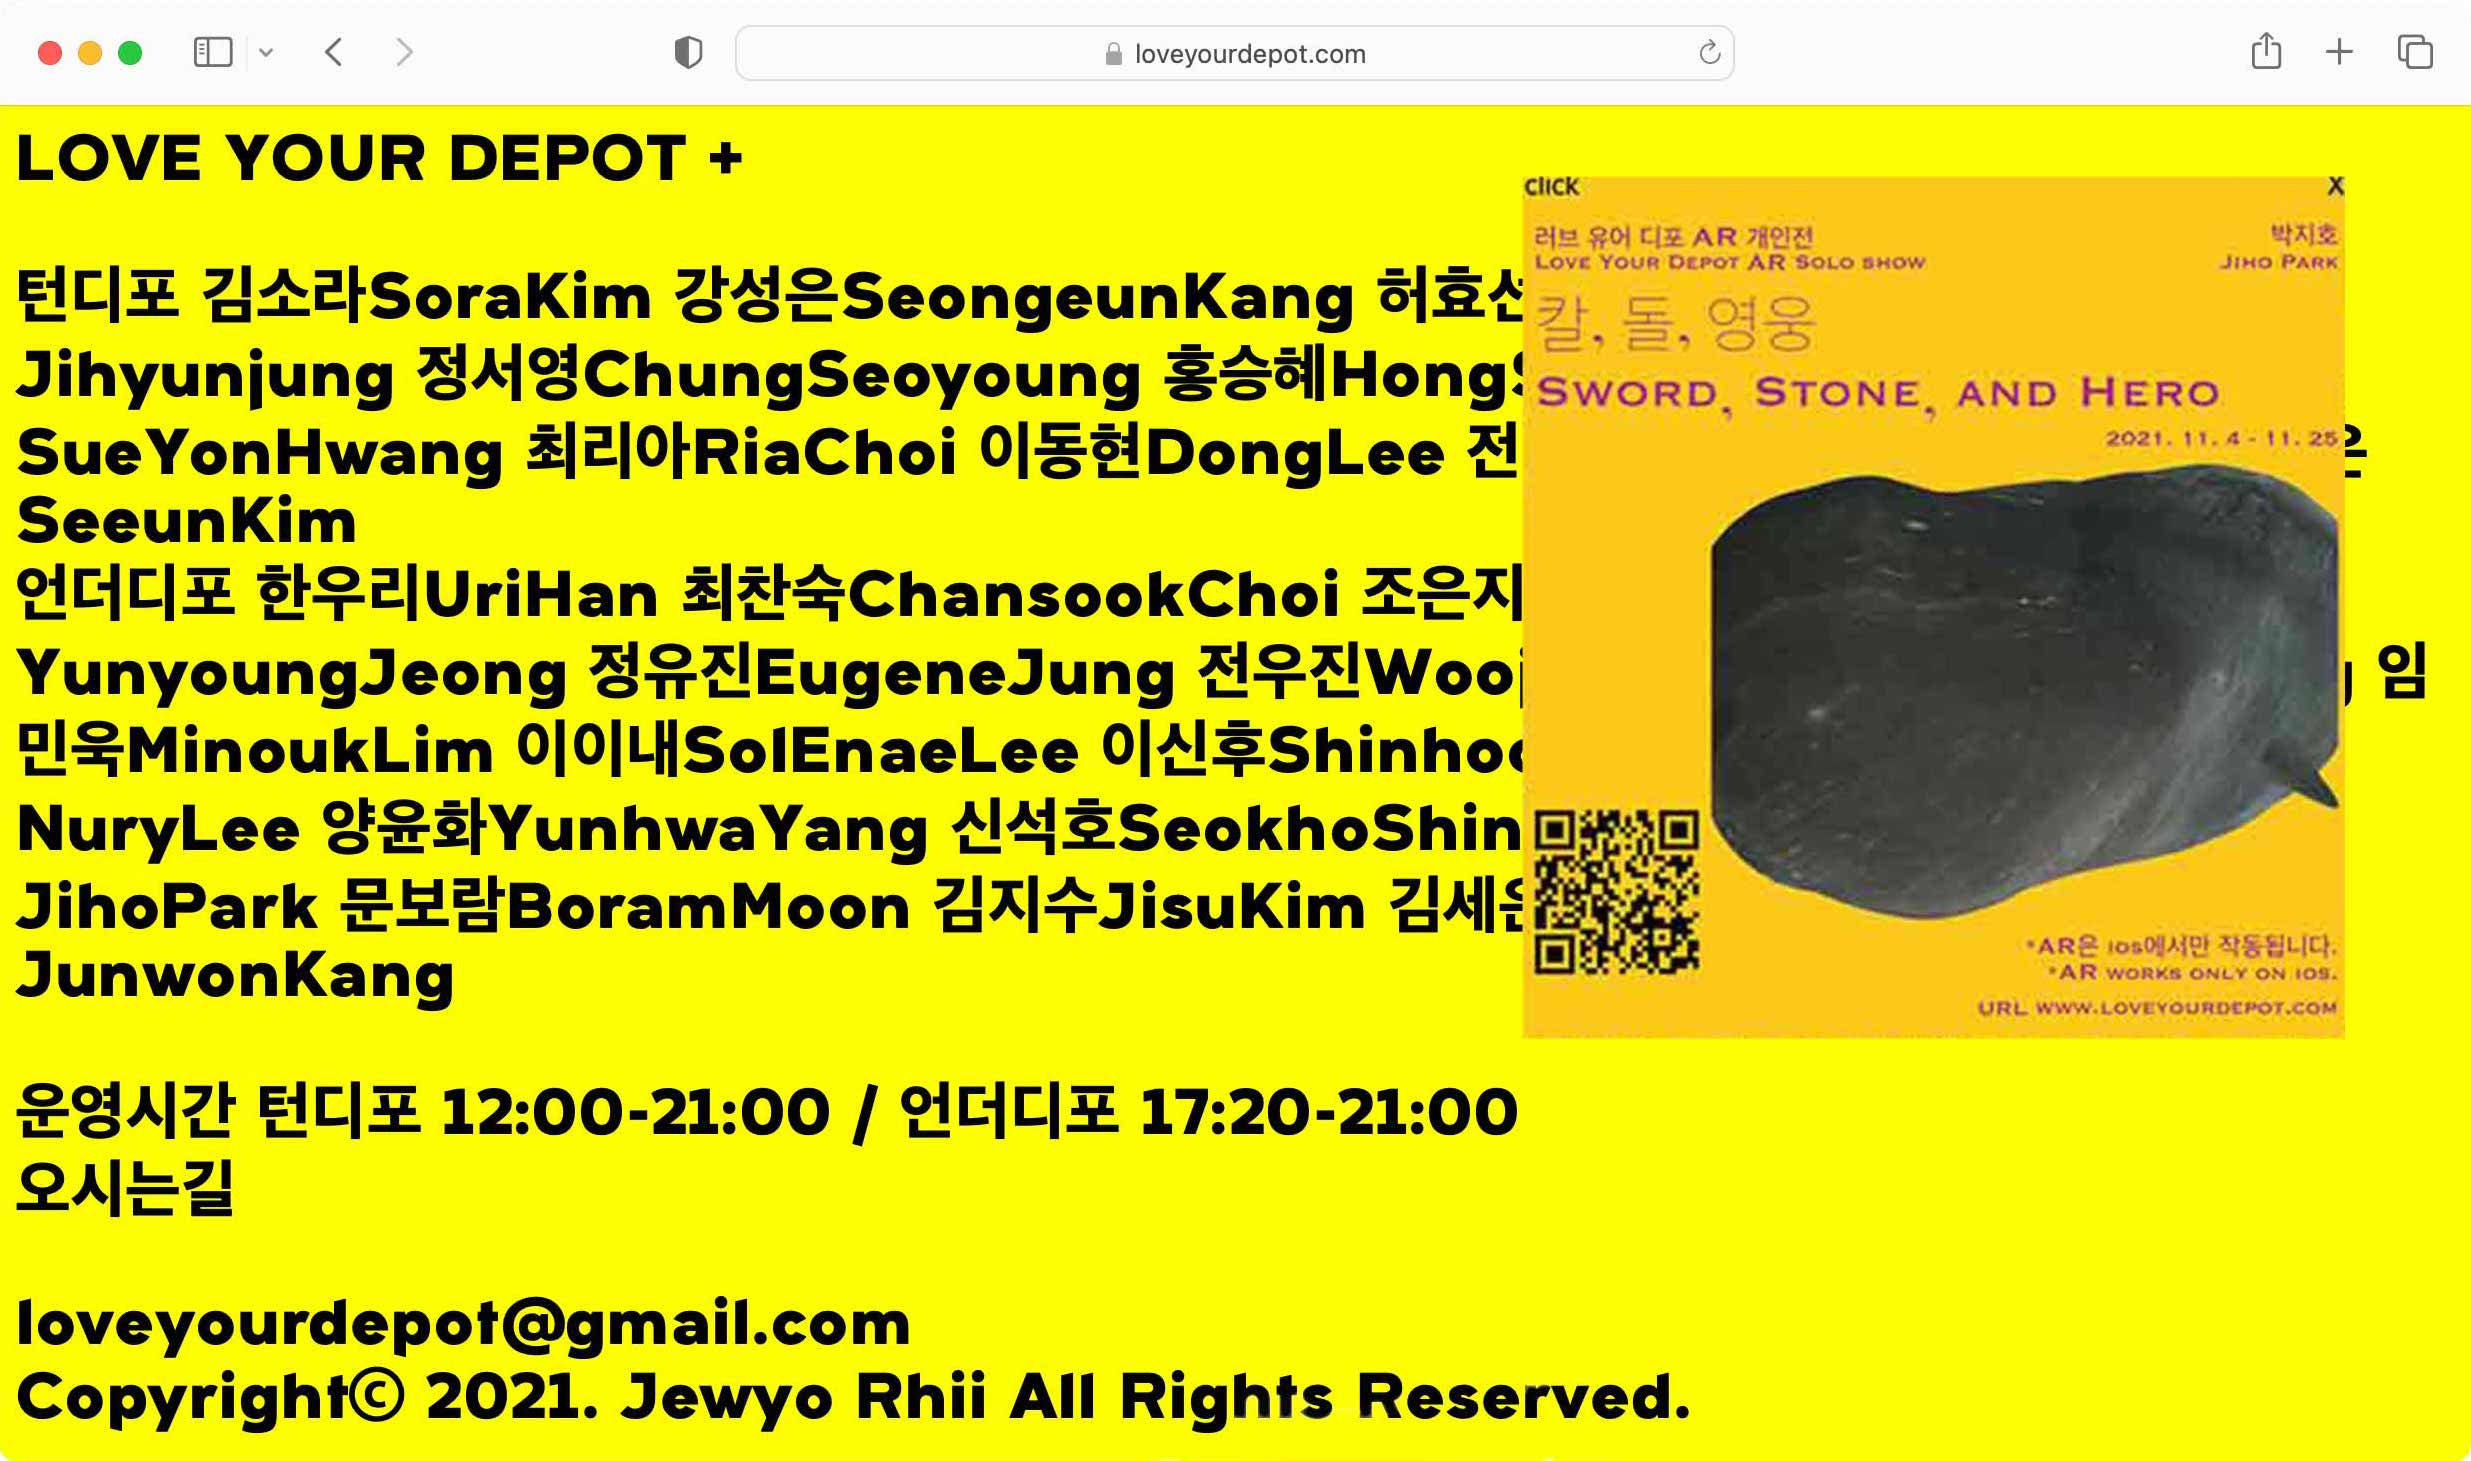 loveyourdepot.com
LOVE YOUR DEPOT +
턴디포 김소라SoraKim 강성은SeongeunKang 허효선
Jihyunjung 정서영ChungSeoyoung 홍승혜Hong
SueYonHwang 최리아RiaChoi 이동현DongLee 전
SeeunKim
언더디포 한우리UriHan 최찬숙ChansookChoi 조은지
YunyoungJeong 정유진EugeneJung 전우진Wooj 임
민욱MinoukLim 이이내SolEnaeLee 이신후Shinhoo
NuryLee 양윤화YunhwaYang 신석호SeokhoShin
JihoPark 문보람BoramMoon 김지수JisuKim 김세은
JunwonKang
운영시간 턴디포 12:00-21:00 / 언더디포 17:20-21:00
오시는길
loveyourdepot@gmail.com
Copyright© 2021. Jewyo Rhii All Rights Reserved.
click X
러브 유어 디포 AR 개인전 박지호
Love Your Depot AR Solo show Jiho Park
칼, 돌, 영웅
Sword, Stone, and Hero
2021. 11. 4 - 11. 25
*AR은 ios에서만 작동됩니다.
*AR works only on ios.
URL www.loveyourdepot.com